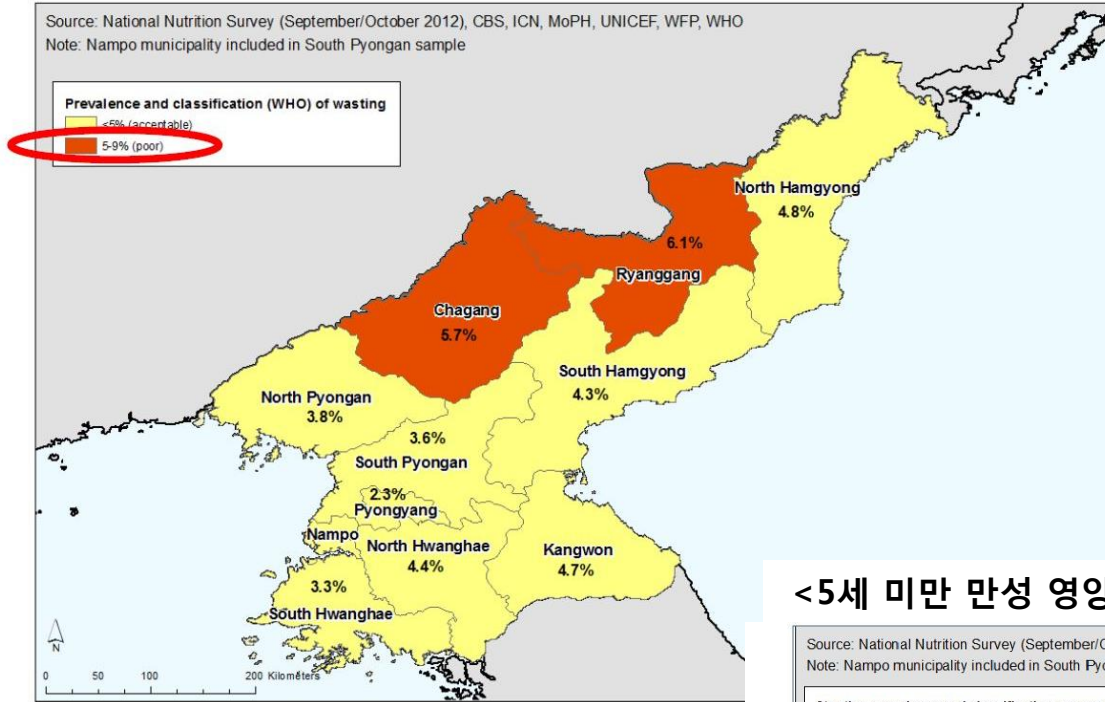 Source: National Nutrition Survey (September/October 2012), CBS, ICN, MoPH, UNICEF, WFP, WHO
Note: Nampo municipality included in South Pyongan sample
Prevalence and classification (WHO) of wasting
<5% (acceptable)
5-9% (poor)
North Hamgyong
4.8%
6.1%
Ryanggang
Chagang
5.7%
South Hamgyong
4.3%
North Pyongan
3.8%
3.6%
South Pyongan
2.3%
Pyongyang
Nampo
North Hwanghae
4.4%
Kangwon
4.7%
3.3%
South Hwanghae
N
0 50 100 200 Kilometers
<5세 미만 만성 영양
Source: National Nutrition Survey (September/O
Note: Nampo municipality included in South Pyo